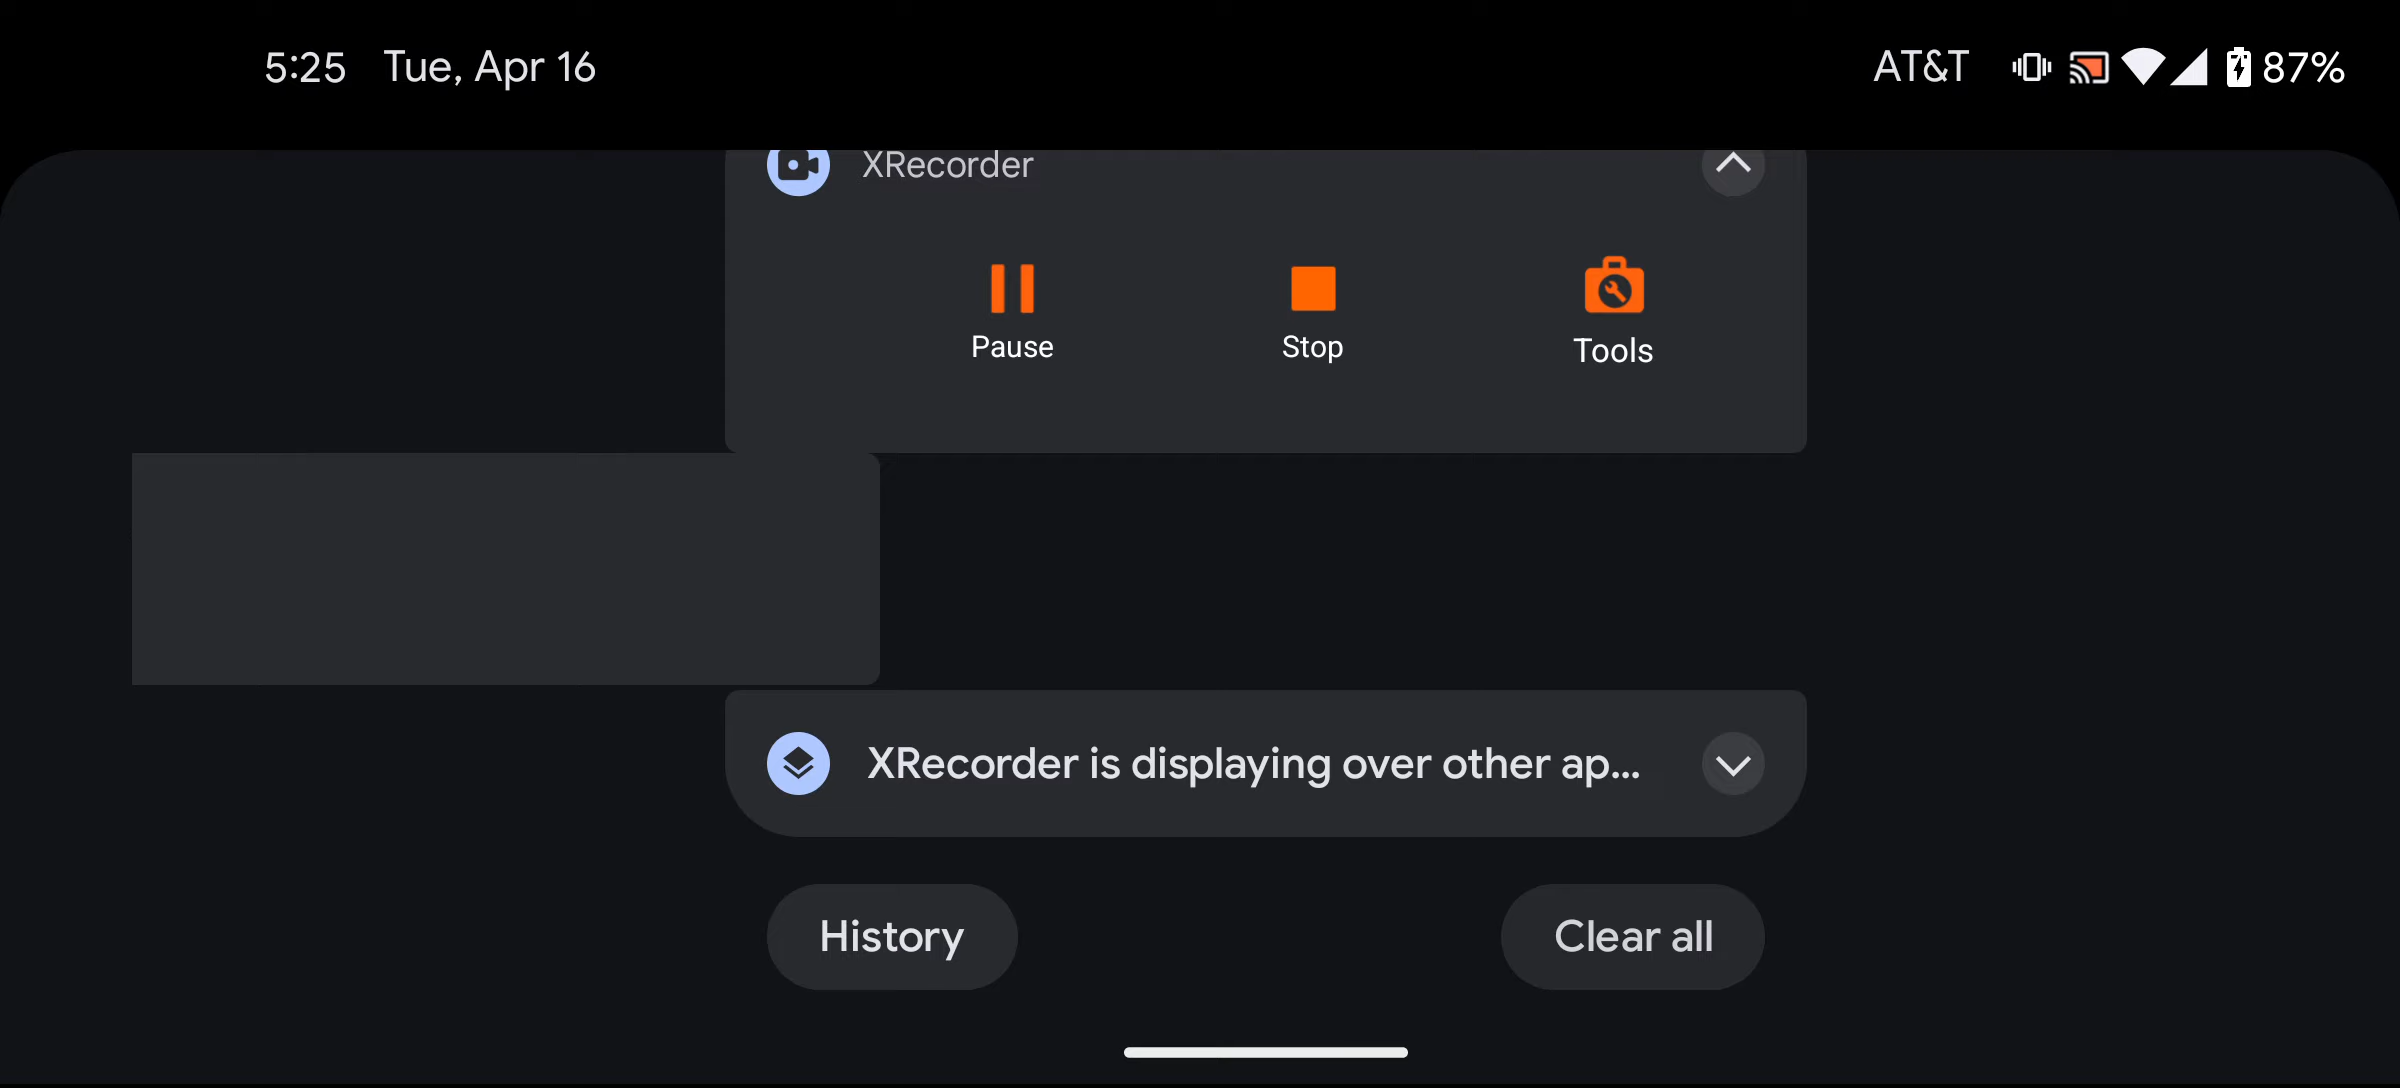 5:25 Tue, Apr 16 AT&T 87%
XRecorder
Pause Stop Tools
XRecorder is displaying over other ap...
History Clear all